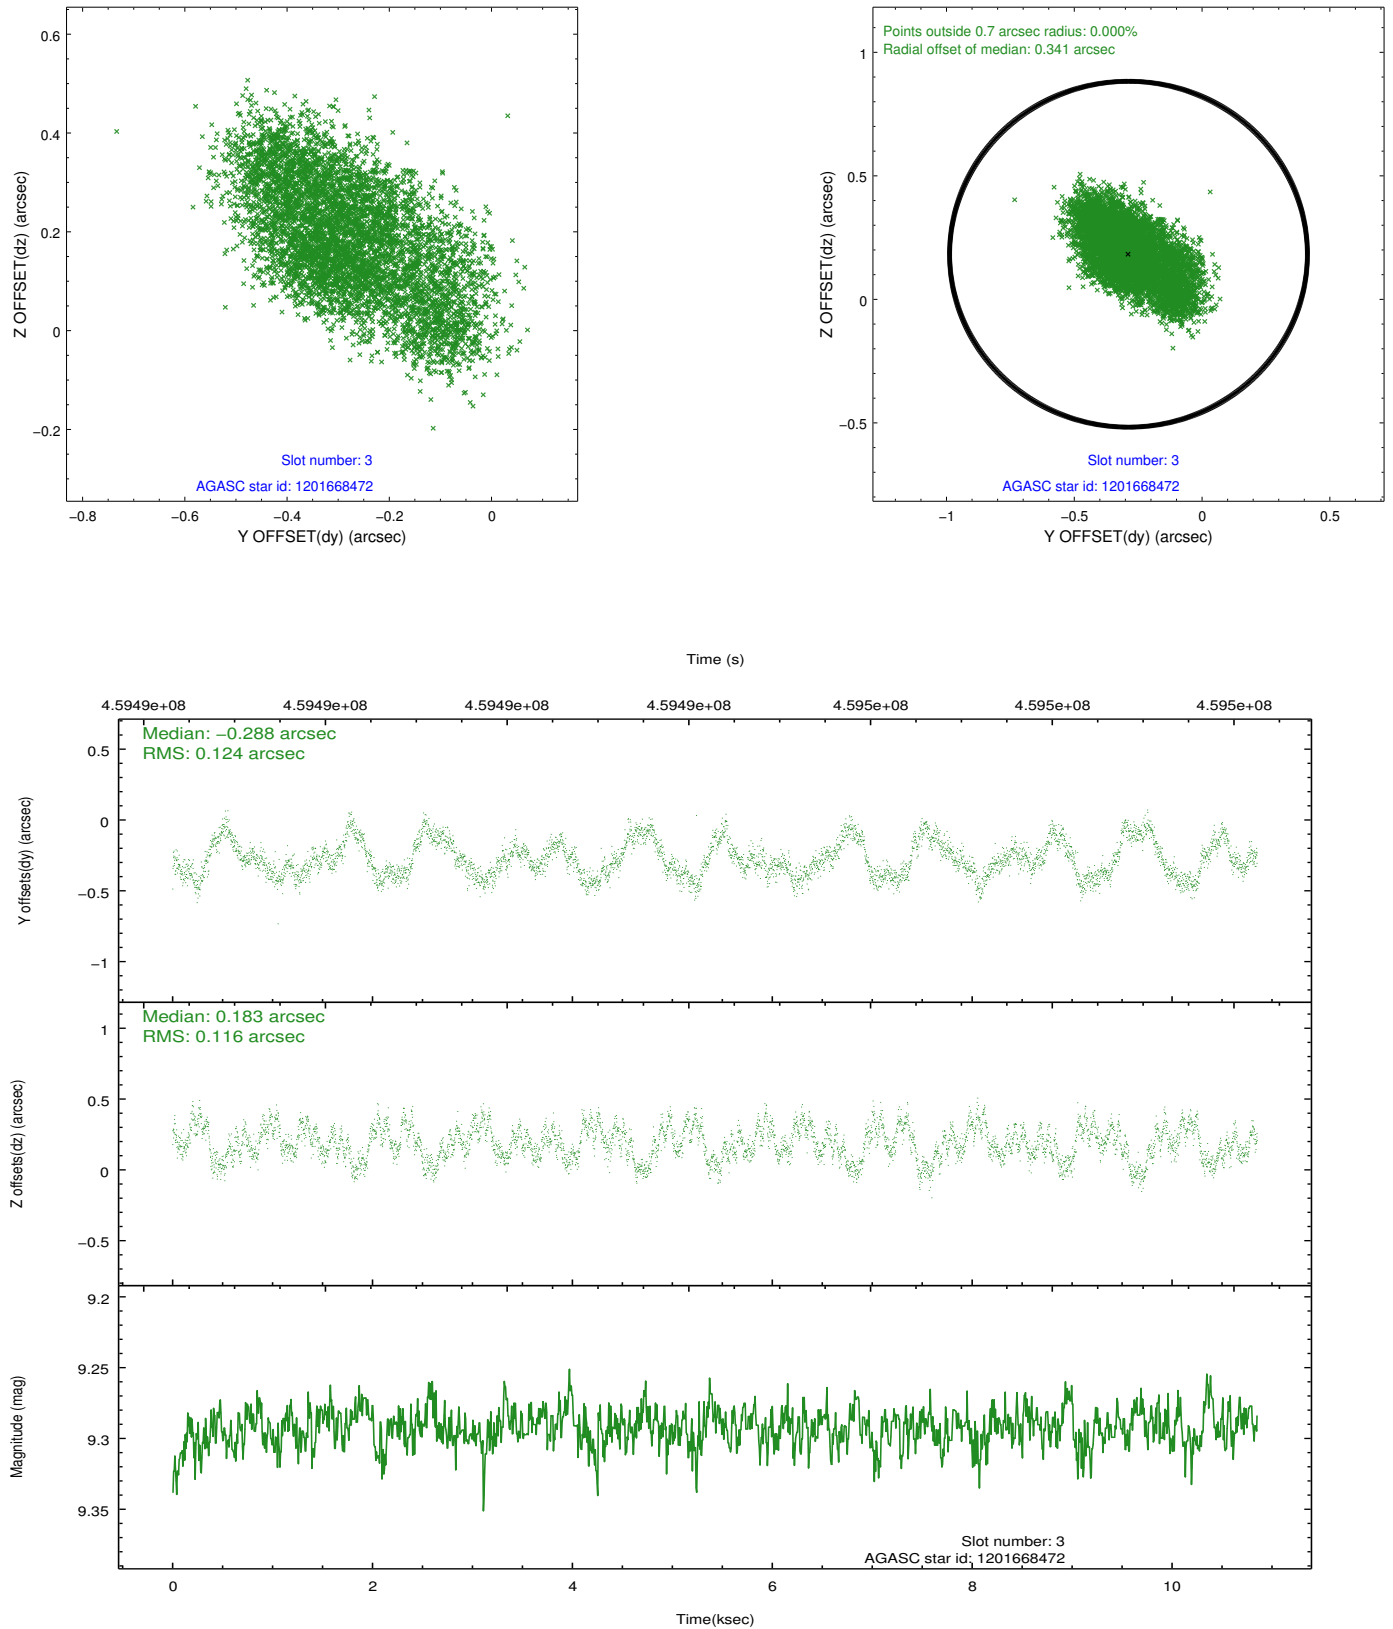 0.6
0.4
0.2
0
−0.2
Z OFFSET(dz) (arcsec)
Slot number: 3
AGASC star id: 1201668472
−0.8 −0.6 −0.4 −0.2 0
Y OFFSET(dy) (arcsec)
Points outside 0.7 arcsec radius: 0.000%
Radial offset of median: 0.341 arcsec
1
0.5
0
−0.5
Z OFFSET(dz) (arcsec)
Slot number: 3
AGASC star id: 1201668472
−1 −0.5 0 0.5
Y OFFSET(dy) (arcsec)
Time (s)
4.5949e+08 4.5949e+08 4.5949e+08 4.5949e+08 4.595e+08 4.595e+08 4.595e+08
Median: −0.288 arcsec
RMS: 0.124 arcsec
0.5
0
−0.5
−1
Y offsets(dy) (arcsec)
Median: 0.183 arcsec
RMS: 0.116 arcsec
1
0.5
0
−0.5
Z offsets(dz) (arcsec)
9.2
9.25
9.3
9.35
Magnitude (mag)
Slot number: 3
AGASC star id: 1201668472
0 2 4 6 8 10
Time(ksec)